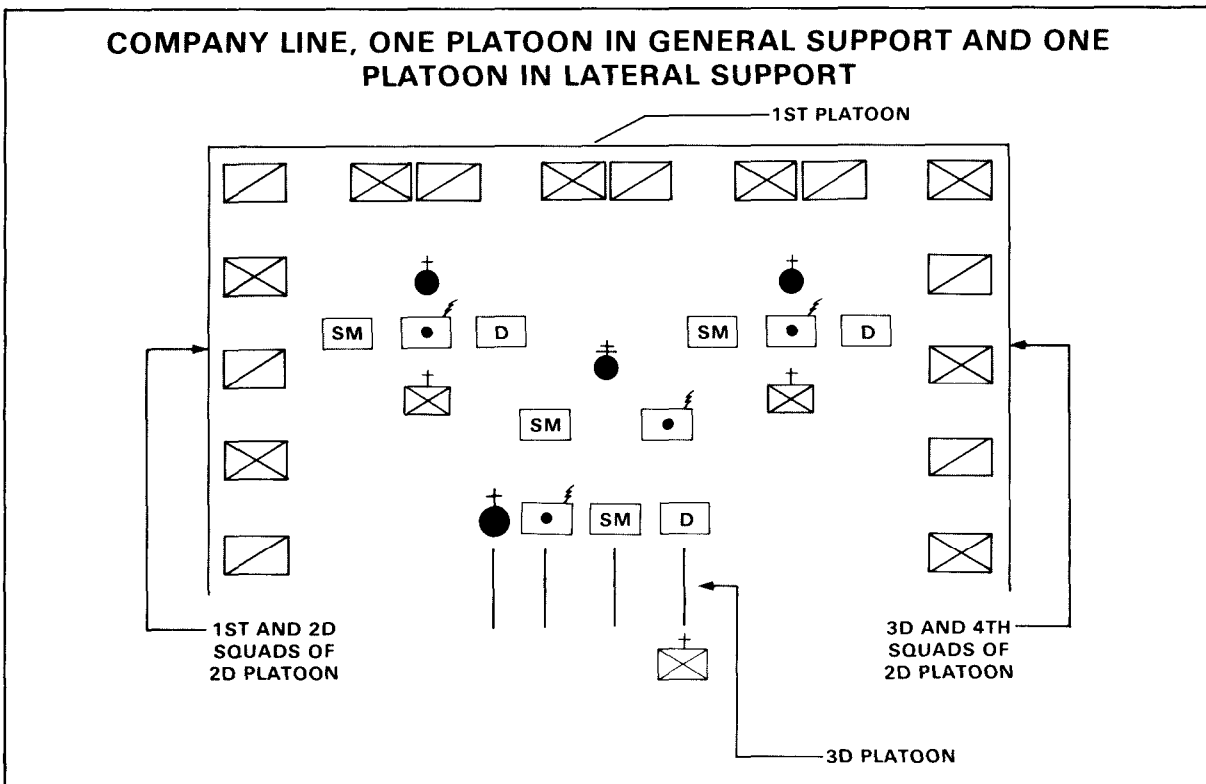 COMPANY LINE, ONE PLATOON IN GENERAL SUPPORT AND ONE
PLATOON IN LATERAL SUPPORT
1ST PLATOON
SM D SM D
SM
SM D
1ST AND 2D
SQUADS OF
2D PLATOON
3D AND 4TH
SQUADS OF
2D PLATOON
3D PLATOON